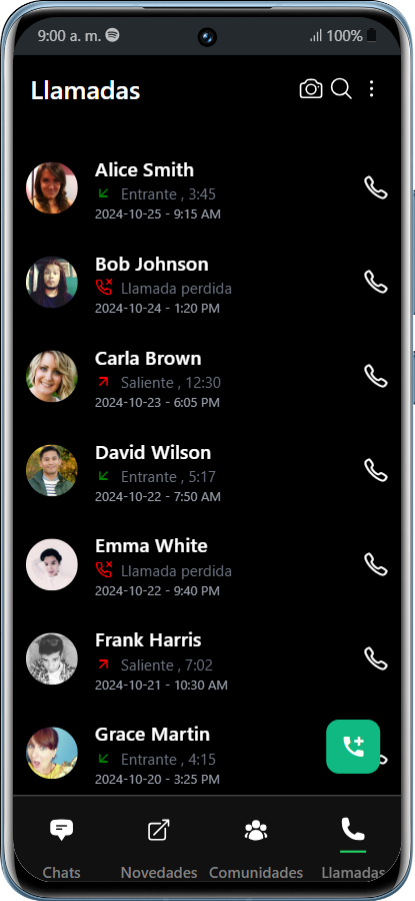 9:00 a. m. 100%
Llamadas
Alice Smith
Entrante , 3:45
2024-10-25 - 9:15 AM
Bob Johnson
Llamada perdida
2024-10-24 - 1:20 PM
Carla Brown
Saliente , 12:30
2024-10-23 - 6:05 PM
David Wilson
Entrante , 5:17
2024-10-22 - 7:50 AM
Emma White
Llamada perdida
2024-10-22 - 9:40 PM
Frank Harris
Saliente , 7:02
2024-10-21 - 10:30 AM
Grace Martin
Entrante , 4:15
2024-10-20 - 3:25 PM
Chats Novedades Comunidades Llamadas